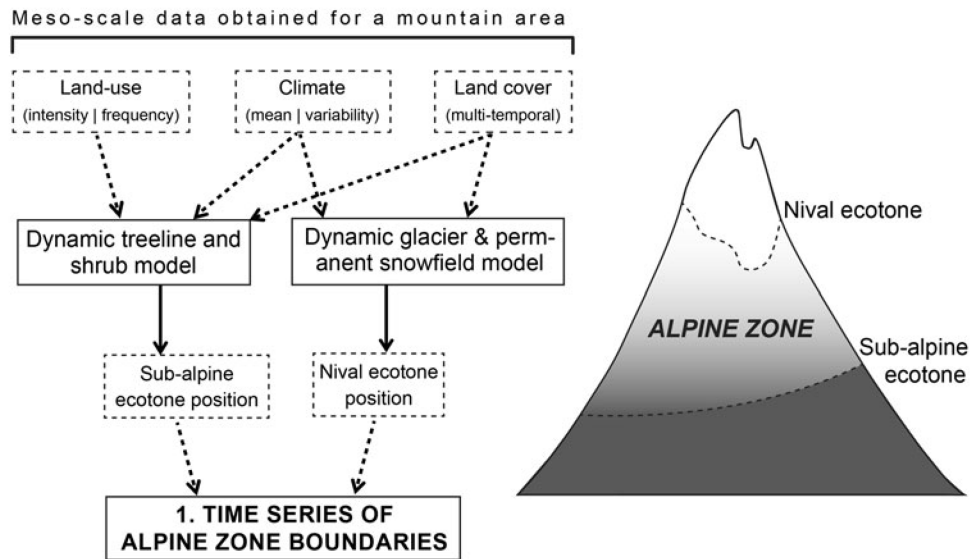 Meso-scale data obtained for a mountain area
Land-use
(intensity | frequency)
Climate
(mean | variability)
Land cover
(multi-temporal)
Dynamic treeline and
shrub model
Dynamic glacier & perm-
anent snowfield model
Sub-alpine
ecotone position
Nival ecotone
position
1. TIME SERIES OF
ALPINE ZONE BOUNDARIES
Nival ecotone
ALPINE ZONE
Sub-alpine
ecotone